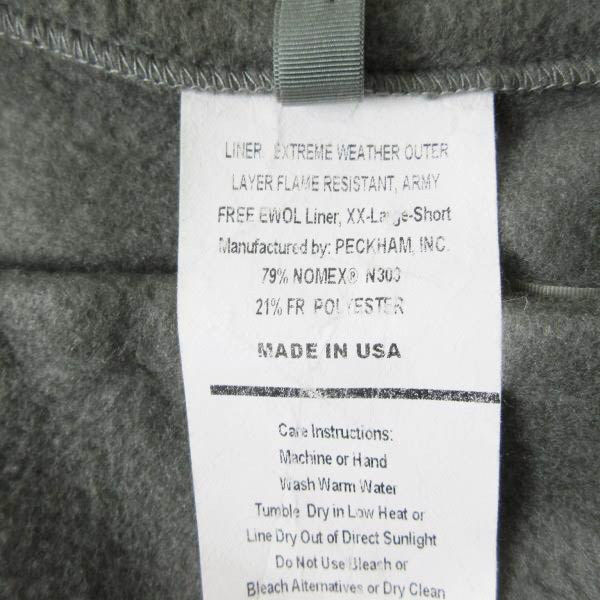 LINER, EXTREME WEATHER OUTER
LAYER FLAME RESISTANT, ARMY
FREE EWOL Liner, XX-Large-Short
Manufactured by: PECKHAM, INC.
79% NOMEX® N303
21% FR POLYESTER
MADE IN USA
Care Instructions:
Machine or Hand
Wash Warm Water
Tumble Dry in Low Heat or
Line Dry Out of Direct Sunlight
Do Not Use Bleach or
Bleach Alternatives or Dry Clean